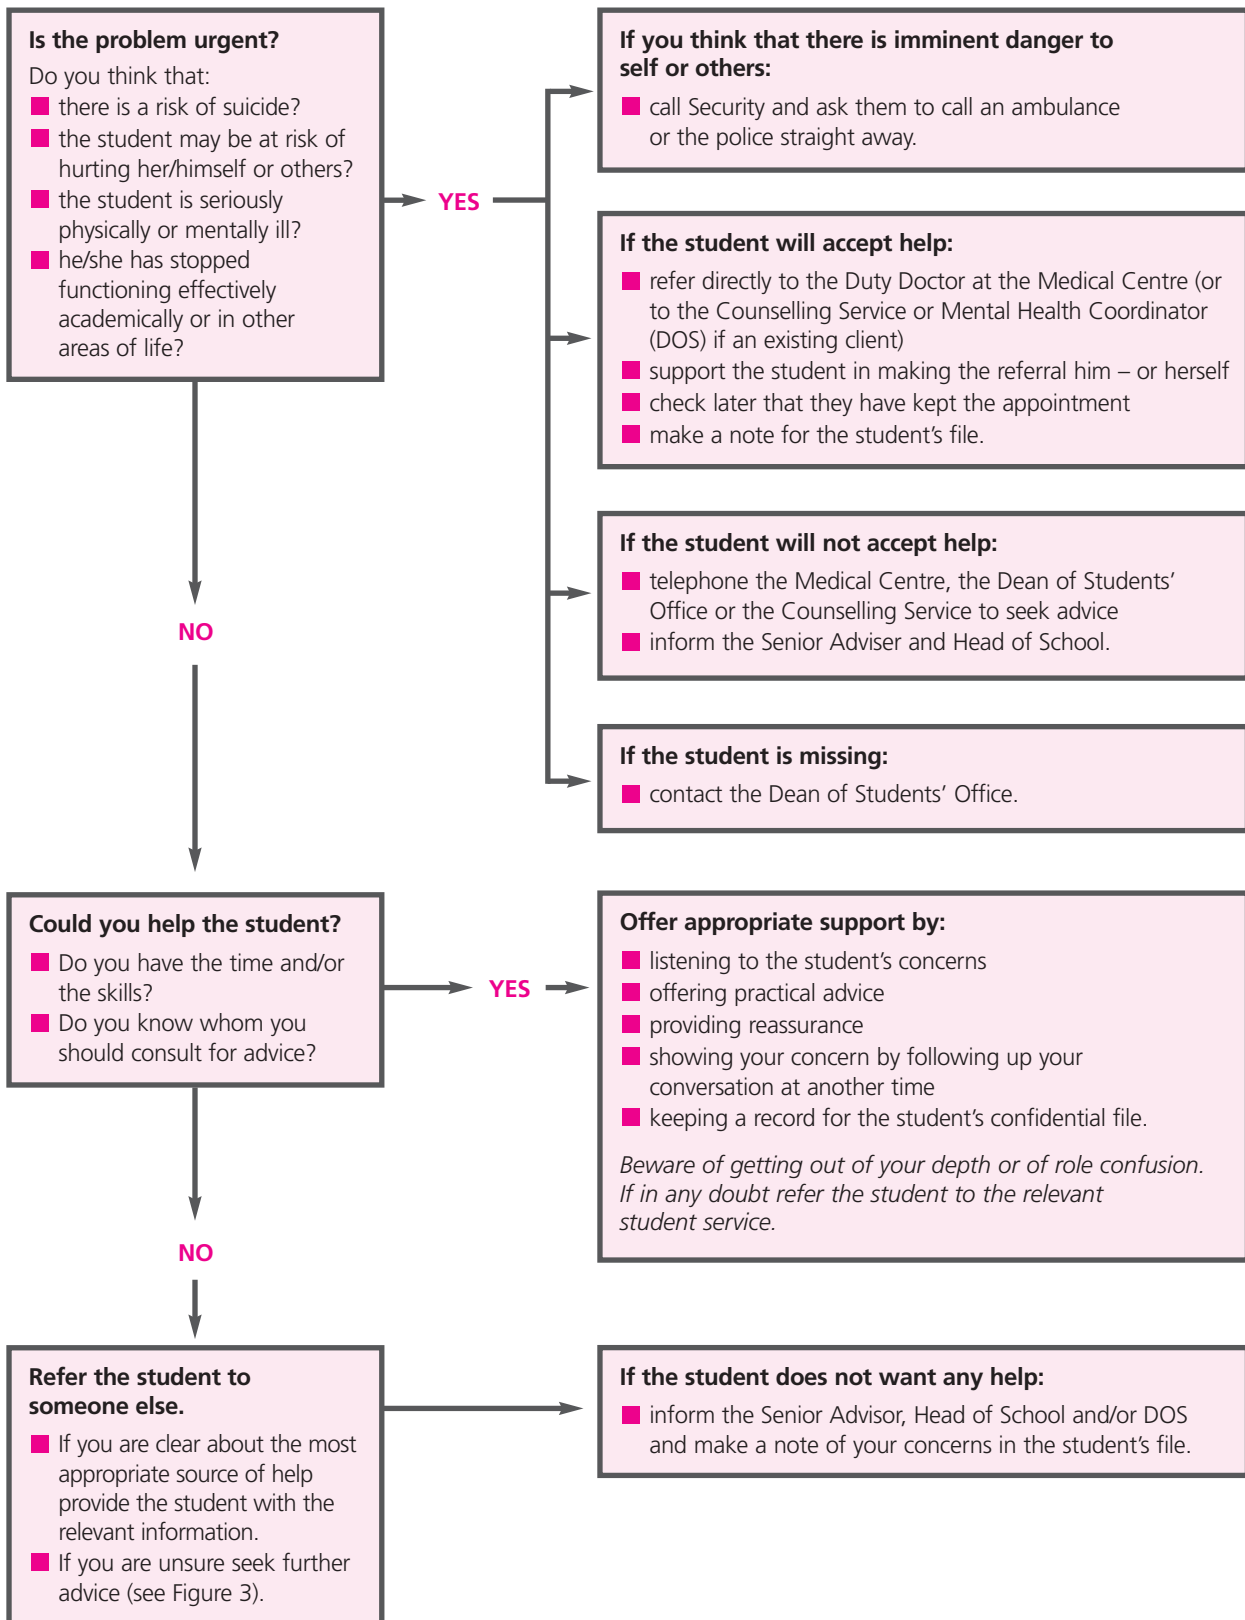 Is the problem urgent?
Do you think that:
there is a risk of suicide?
the student may be at risk of
hurting her/himself or others?
the student is seriously
physically or mentally ill?
he/she has stopped
functioning effectively
academically or in other
areas of life?
YES
If you think that there is imminent danger to
self or others:
call Security and ask them to call an ambulance
or the police straight away.
If the student will accept help:
refer directly to the Duty Doctor at the Medical Centre (or
to the Counselling Service or Mental Health Coordinator
(DOS) if an existing client)
support the student in making the referral him – or herself
check later that they have kept the appointment
make a note for the student’s file.
If the student will not accept help:
telephone the Medical Centre, the Dean of Students’
Office or the Counselling Service to seek advice
inform the Senior Adviser and Head of School.
If the student is missing:
contact the Dean of Students’ Office.
NO
Could you help the student?
Do you have the time and/or
the skills?
Do you know whom you
should consult for advice?
YES
Offer appropriate support by:
listening to the student’s concerns
offering practical advice
providing reassurance
showing your concern by following up your
conversation at another time
keeping a record for the student’s confidential file.
Beware of getting out of your depth or of role confusion.
If in any doubt refer the student to the relevant
student service.
NO
Refer the student to
someone else.
If you are clear about the most
appropriate source of help
provide the student with the
relevant information.
If you are unsure seek further
advice (see Figure 3).
If the student does not want any help:
inform the Senior Advisor, Head of School and/or DOS
and make a note of your concerns in the student’s file.